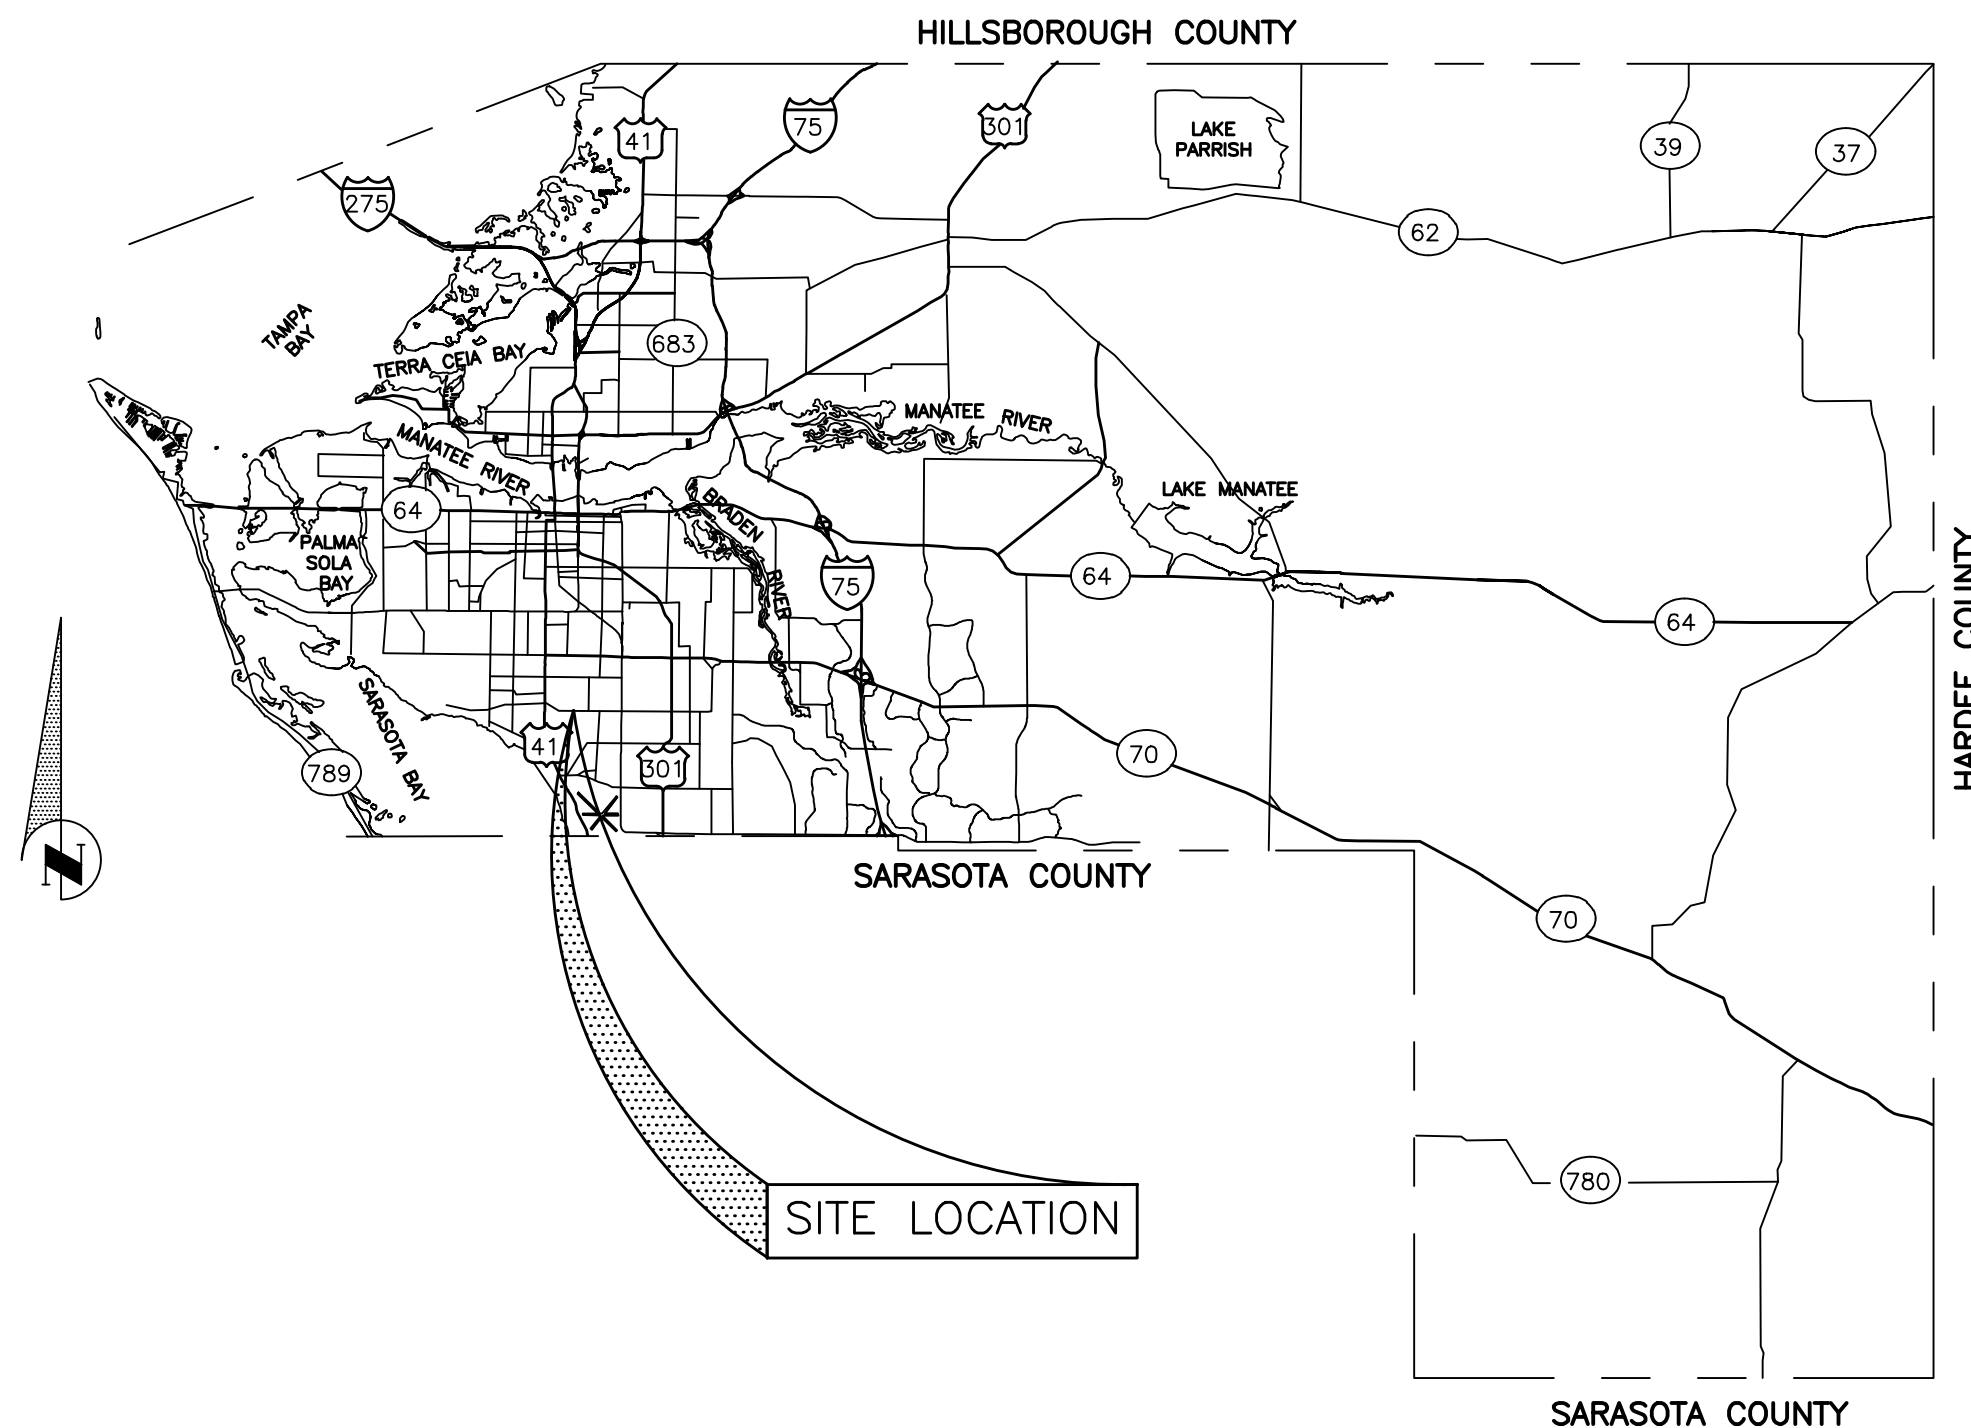 HILLSBOROUGH COUNTY
41
75
301
LAKE
PARRISH
39
37
275
62
TAMPA
BAY
TERRA CEIA BAY
683
MANATEE RIVER
MANATEE RIVER
64
BRADEN
RIVER
LAKE MANATEE
PALMA
SOLA
BAY
75
64
64
HARDEE COUNTY
SARASOTA BAY
789
41
301
70
N
SARASOTA COUNTY
70
780
SITE LOCATION
SARASOTA COUNTY